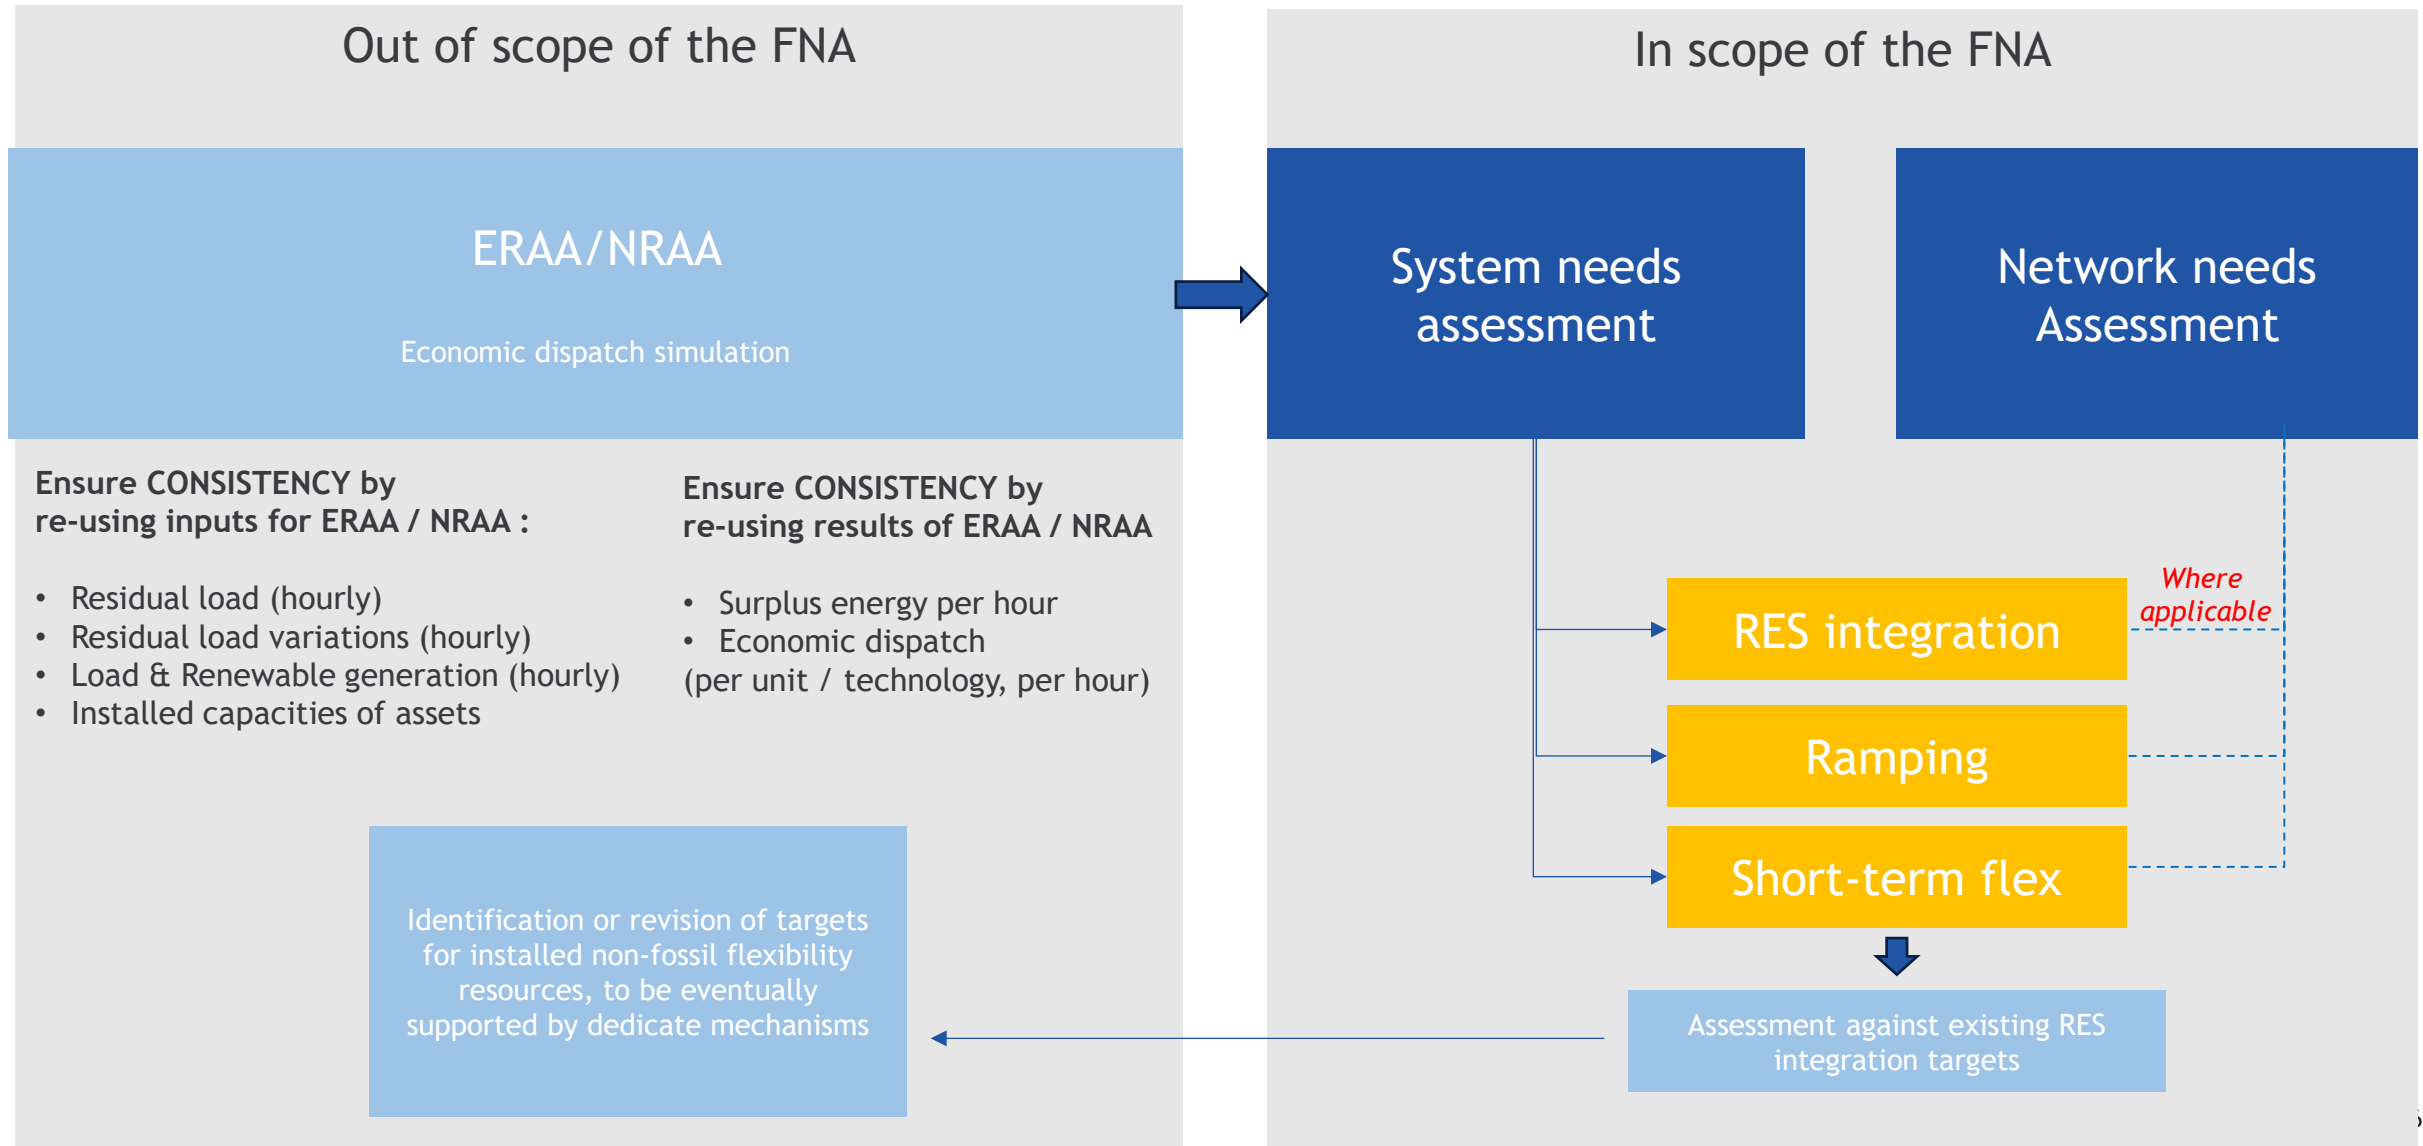 Out of scope of the FNA
ERAA/NRAA
Economic dispatch simulation
Ensure CONSISTENCY by
re-using inputs for ERAA / NRAA :
• Residual load (hourly)
• Residual load variations (hourly)
• Load & Renewable generation (hourly)
• Installed capacities of assets
Ensure CONSISTENCY by
re-using results of ERAA / NRAA
• Surplus energy per hour
• Economic dispatch
(per unit / technology, per hour)
Identification or revision of targets
for installed non-fossil flexibility
resources, to be eventually
supported by dedicate mechanisms
In scope of the FNA
System needs
assessment
Network needs
Assessment
Where
applicable
RES integration
Ramping
Short-term flex
Assessment against existing RES
integration targets